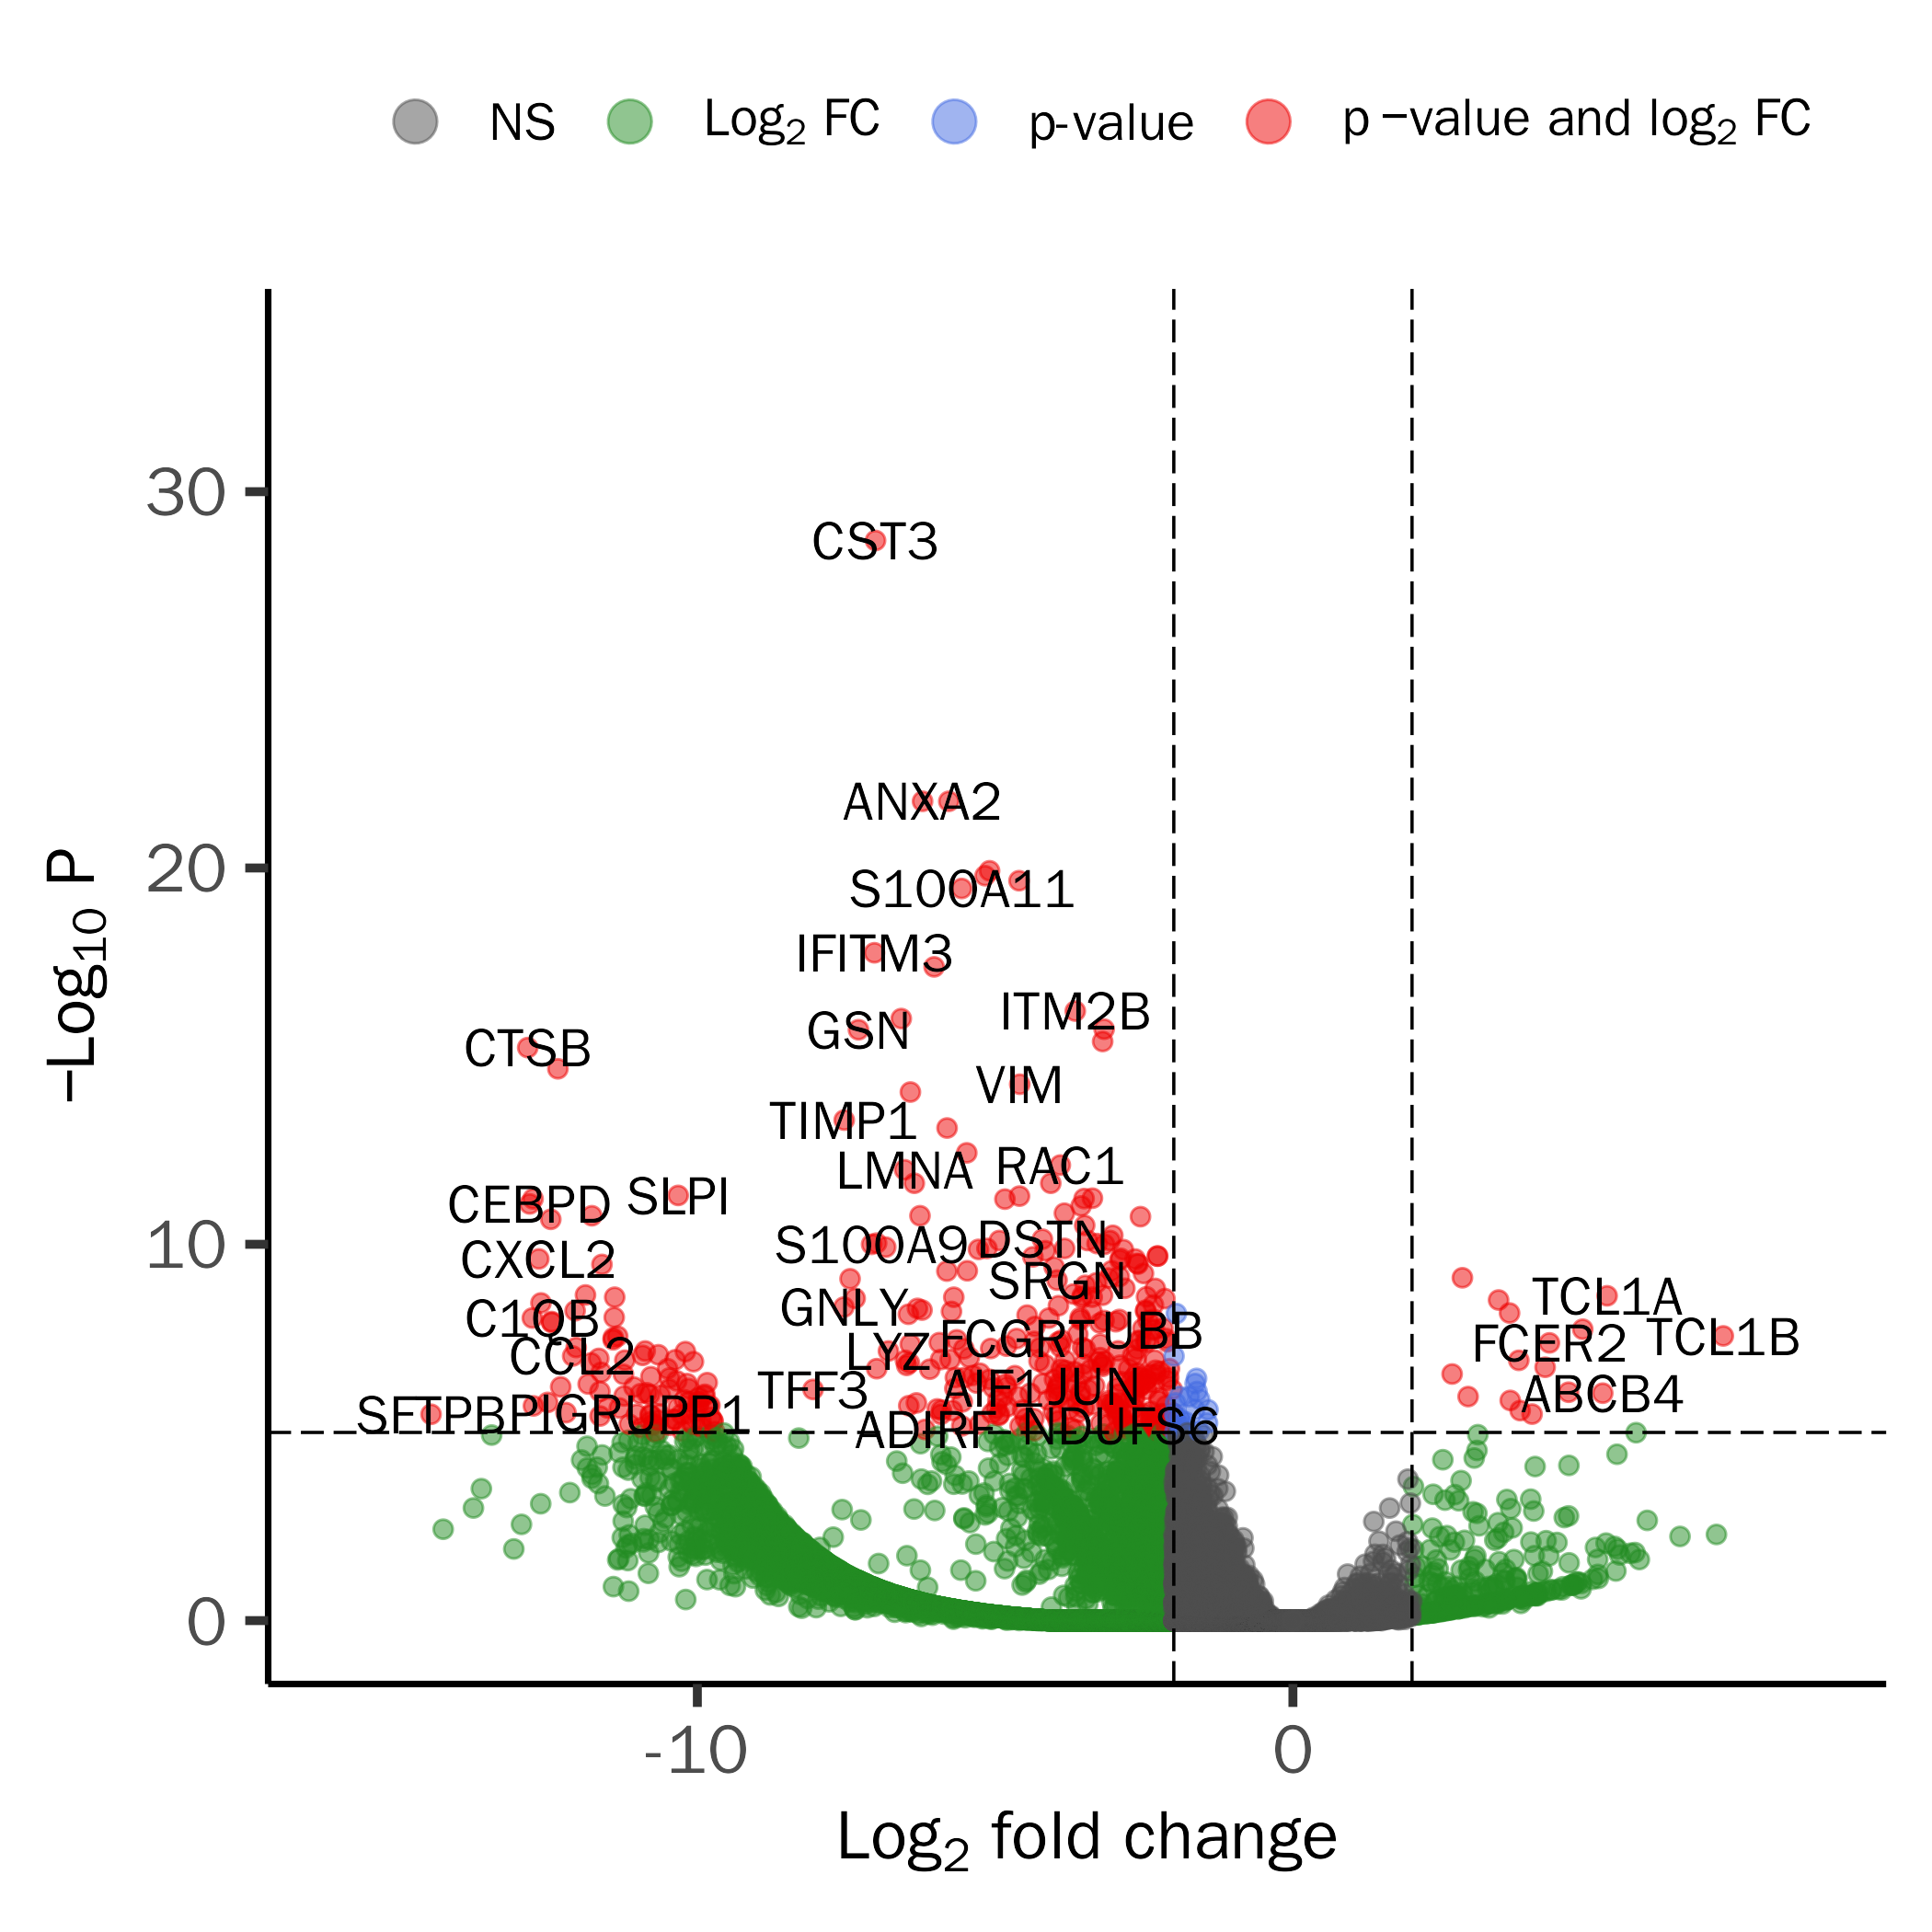 NS Log2 FC p-value p −value and log2 FC
30
CST3
ANXA2
20
S100A11
IFITM3
ITM2B
GSN
CTSB
VIM
TIMP1
LMNA RAC1
CEBPD SLPI
10
S100A9 DSTN
CXCL2
SRGN
TCL1A
GNLY
C1QB
UBB
FCGRT
TCL1B
FCER2
LYZ
CCL2
TFF3
AIF1 JUN
ABCB4
GRUPP1
ADIRF NDUFS6
0
-10 0
Log2 fold change
−Log10 P